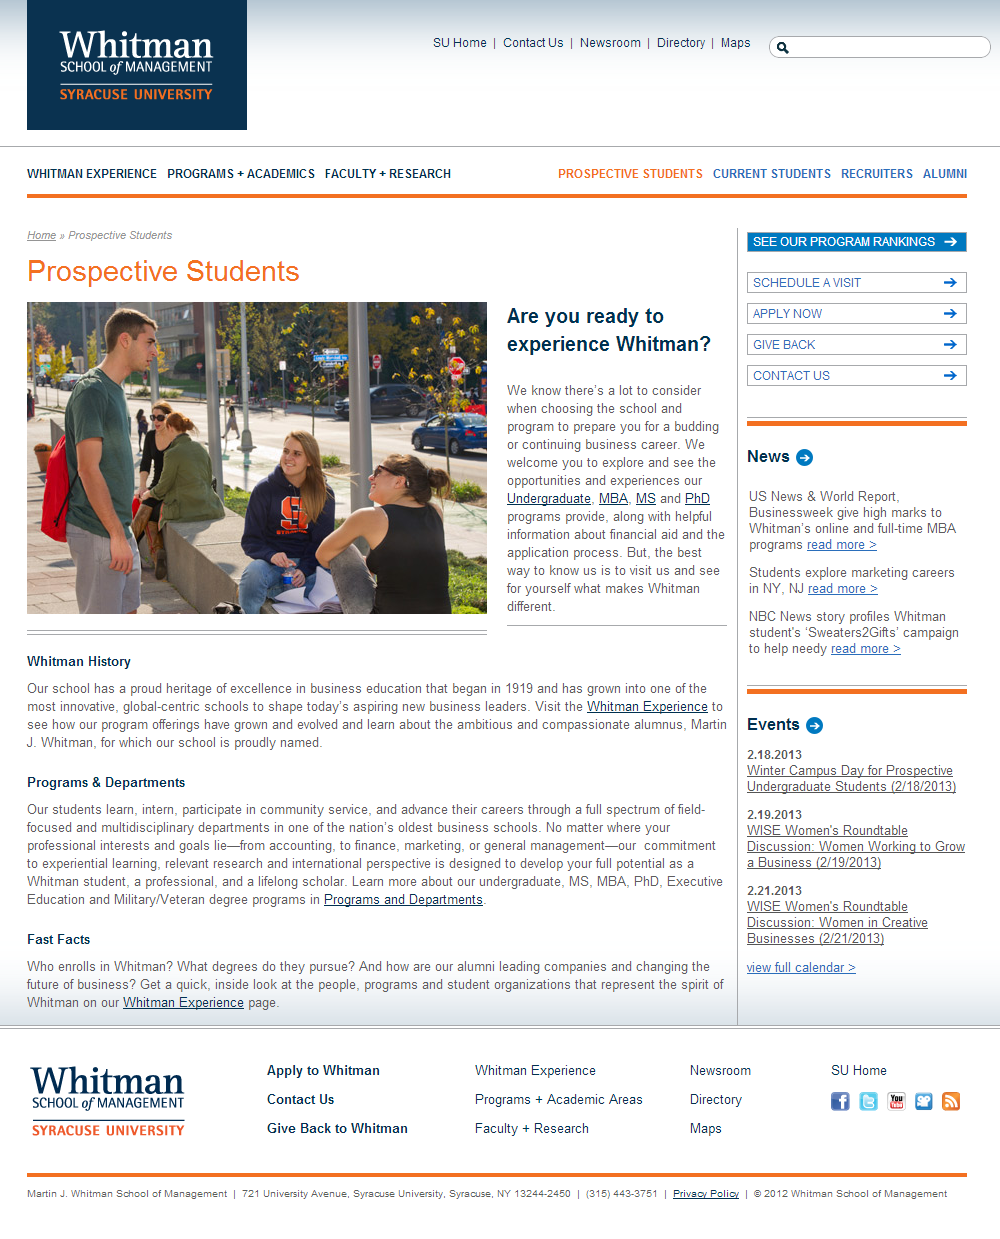 Whitman
SCHOOL of MANAGEMENT
SYRACUSE UNIVERSITY
SU Home | Contact Us | Newsroom | Directory | Maps
WHITMAN EXPERIENCE PROGRAMS + ACADEMICS FACULTY + RESEARCH
PROSPECTIVE STUDENTS CURRENT STUDENTS RECRUITERS ALUMNI
Home » Prospective Students
Prospective Students
Are you ready to
experience Whitman?
We know there's a lot to consider
when choosing the school and
program to prepare you for a budding
or continuing business career. We
welcome you to explore and see the
opportunities and experiences our
Undergraduate, MBA, MS and PhD
programs provide, along with helpful
information about financial aid and the
application process. But, the best
way to know us is to visit us and see
for yourself what makes Whitman
different.
Whitman History
Our school has a proud heritage of excellence in business education that began in 1919 and has grown into one of the
most innovative, global-centric schools to shape today's aspiring new business leaders. Visit the Whitman Experience to
see how our program offerings have grown and evolved and learn about the ambitious and compassionate alumnus, Martin
J. Whitman, for which our school is proudly named.
Programs & Departments
Our students learn, intern, participate in community service, and advance their careers through a full spectrum of field-
focused and multidisciplinary departments in one of the nation's oldest business schools. No matter where your
professional interests and goals lie—from accounting, to finance, marketing, or general management—our commitment
to experiential learning, relevant research and international perspective is designed to develop your full potential as a
Whitman student, a professional, and a lifelong scholar. Learn more about our undergraduate, MS, MBA, PhD, Executive
Education and Military/Veteran degree programs in Programs and Departments.
Fast Facts
Who enrolls in Whitman? What degrees do they pursue? And how are our alumni leading companies and changing the
future of business? Get a quick, inside look at the people, programs and student organizations that represent the spirit of
Whitman on our Whitman Experience page.
SEE OUR PROGRAM RANKINGS
SCHEDULE A VISIT
APPLY NOW
GIVE BACK
CONTACT US
News
US News & World Report,
Businessweek give high marks to
Whitman's online and full-time MBA
programs read more >
Students explore marketing careers
in NY, NJ read more >
NBC News story profiles Whitman
student's ‘Sweaters2Gifts’ campaign
to help needy read more >
Events
2.18.2013
Winter Campus Day for Prospective
Undergraduate Students (2/18/2013)
2.19.2013
WISE Women's Roundtable
Discussion: Women Working to Grow
a Business (2/19/2013)
2.21.2013
WISE Women's Roundtable
Discussion: Women in Creative
Businesses (2/21/2013)
view full calendar >
Whitman
SCHOOL of MANAGEMENT
SYRACUSE UNIVERSITY
Apply to Whitman
Contact Us
Give Back to Whitman
Whitman Experience
Programs + Academic Areas
Faculty + Research
Newsroom
Directory
Maps
SU Home
You Tube
Martin J. Whitman School of Management | 721 University Avenue, Syracuse University, Syracuse, NY 13244-2450 | (315) 443-3751 | Privacy Policy | © 2012 Whitman School of Management